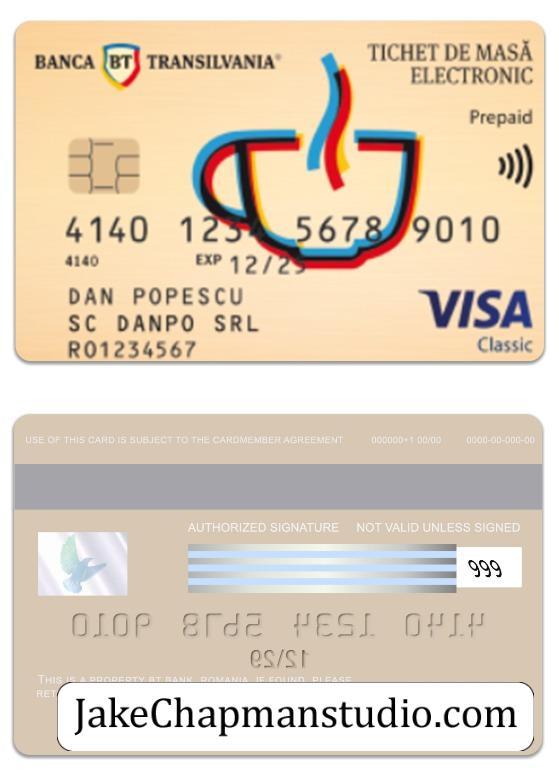 BANCA BT TRANSILVANIA®
TICHET DE MASĂ
ELECTRONIC
Prepaid
4140 1234 5678 9010
4140 EXP 12/25
DAN POPESCU
SC DANPO SRL
RO1234567
VISA
Classic
USE OF THIS CARD IS SUBJECT TO THE CARDMEMBER AGREEMENT 000000+1 00/00 0000-00-000-00
AUTHORIZED SIGNATURE NOT VALID UNLESS SIGNED
999
4140 1234 5678 9010
12/29
THIS IS A PROPERTY BT BANK, ROMANIA. IF FOUND, PLEASE
RET
JakeChapmanstudio.com